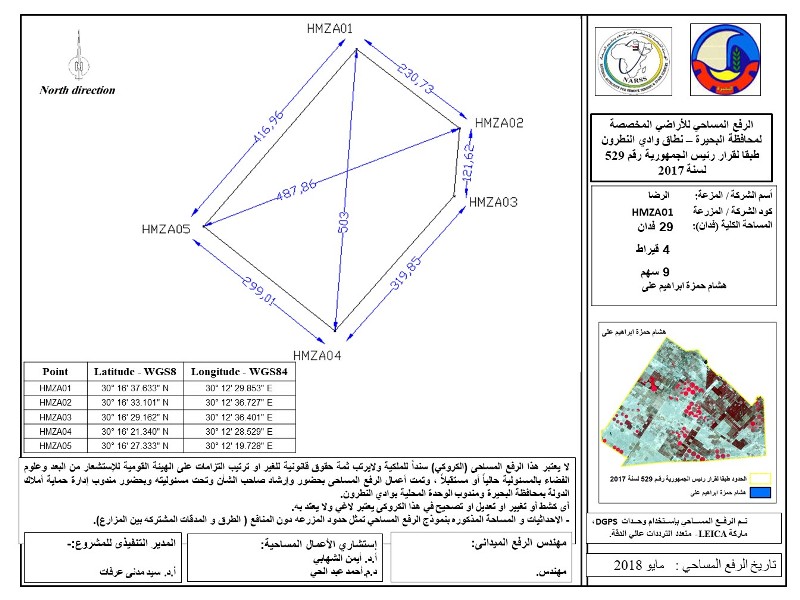 HMZA01
North direction
230,73
416,96
HMZA02
121,62
487,86
HMZA03
503
HMZA05
319,85
299,01
HMZA04
Point Latitude - WGS8 Longitude - WGS84
HMZA01 30° 16' 37.633" N 30° 12' 29.853" E
HMZA02 30° 16' 33.101" N 30° 12' 36.727" E
HMZA03 30° 16' 29.162" N 30° 12' 36.401" E
HMZA04 30° 16' 21.340" N 30° 12' 28.529" E
HMZA05 30° 16' 27.333" N 30° 12' 19.728" E
لا يعتبر هذا الرفع المساحى (الكروكي) سنداً للملكية ولايرتب ثمة حقوق قانونية للغير او ترتيب التزامات على الهيئة القومية للإستشعار من البعد وعلوم
الفضاء بالمسئولية حالياً أو مستقبلاً ، وتمت أعمال الرفع المساحى بحضور وإرشاد صاحب الشأن وتحت مسئوليته وبحضور مندوب إدارة حماية أملاك
الدولة بمحافظة البحيرة ومندوب الوحدة المحلية بوادي النطرون.
أى كشط أو تغيير او تعديل او تصحيح في هذا الكروكى يعتبر لاغي ولا يعتد به.
- الاحداثيات و المساحة المذكوره بنموذج الرفع المساحي تمثل حدود المزرعه دون المنافع ( الطرق و المدقات المشتركه بين المزارع).
مهندس الرفع الميدانى:
مهندس.
إستشاري الأعمال المساحية:
أ.د. أيمن الشهابي
د.م.أحمد عبد الحي
المدير التنفيذى للمشروع:-
أ.د. سيد مدنى عرفات
NARSS
الرفع المساحي للأراضي المخصصة
لمحافظة البحيرة – نطاق وادي النطرون
طبقا لقرار رئيس الجمهورية رقم 529
لسنة 2017
أسم الشركة / المزعة: الرضا
كود الشركة / المزرعة HMZA01
المساحة الكلية (فدان): 29 فدان
4 قيراط
9 سهم
هشام حمزة ابراهيم على
هشام حمزة ابراهيم على
الحدود طبقا لقرار رئيس الجمهورية رقم 529 لسنة 2017
هشام حمزة ابراهيم على
تم الرفع المساحى بإستخدام وحدات DGPS،
ماركة LEICA – متعدد الترددات عالي الدقة.
تاريخ الرفع المساحي : مايو 2018